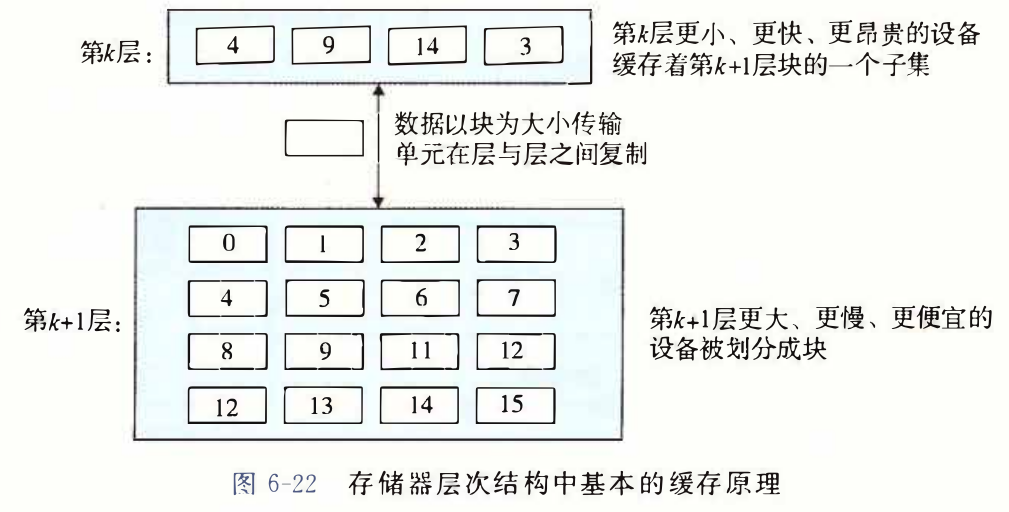 第k层：
4 9 14 3
第k层更小、更快、更昂贵的设备
缓存着第k+1层块的一个子集
数据以块为大小传输
单元在层与层之间复制
第k+1层：
0 1 2 3
4 5 6 7
8 9 11 12
12 13 14 15
第k+1层更大、更慢、更便宜的
设备被划分成块
图 6-22 存储器层次结构中基本的缓存原理